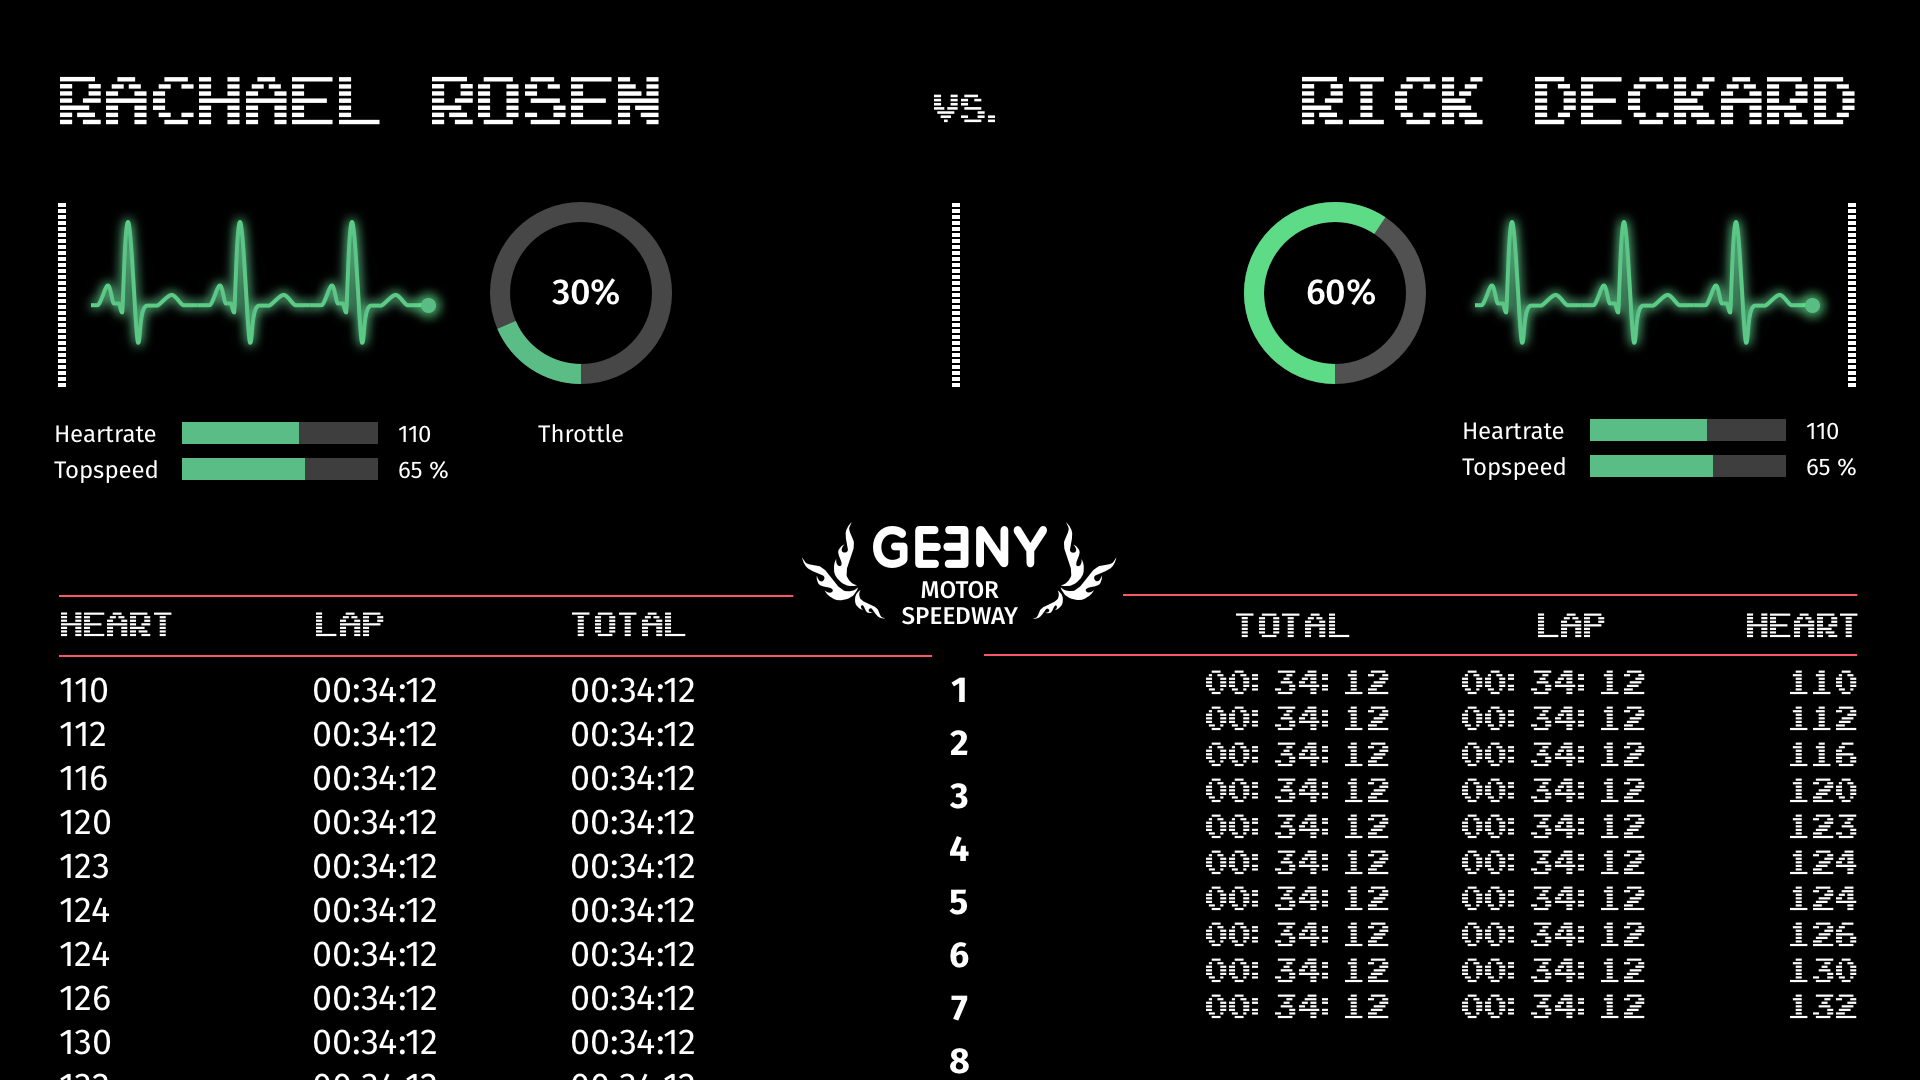 RACHAEL ROSEN vs. RICK DECKARD
30% 60%
Heartrate 110 Throttle Heartrate 110
Topspeed 65 % Topspeed 65 %
GEENY
MOTOR
SPEEDWAY
HEART LAP TOTAL TOTAL LAP HEART
110 00:34:12 00:34:12 1 00: 34: 12 00: 34: 12 110
112 00:34:12 00:34:12 2 00: 34: 12 00: 34: 12 112
116 00:34:12 00:34:12 3 00: 34: 12 00: 34: 12 116
120 00:34:12 00:34:12 4 00: 34: 12 00: 34: 12 120
123 00:34:12 00:34:12 5 00: 34: 12 00: 34: 12 123
124 00:34:12 00:34:12 6 00: 34: 12 00: 34: 12 124
124 00:34:12 00:34:12 7 00: 34: 12 00: 34: 12 124
126 00:34:12 00:34:12 8 00: 34: 12 00: 34: 12 126
130 00:34:12 00:34:12 00: 34: 12 00: 34: 12 130
00: 34: 12 00: 34: 12 132